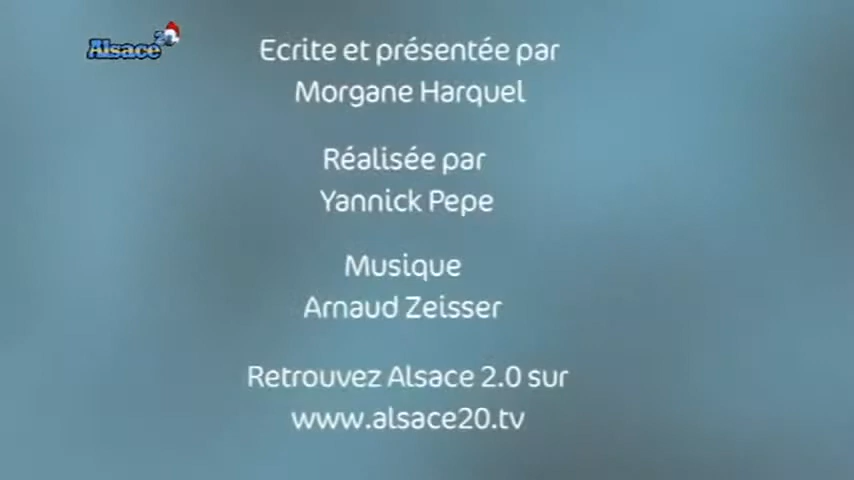 Alsace 20
Ecrite et présentée par
Morgane Harquel
Réalisée par
Yannick Pepe
Musique
Arnaud Zeisser
Retrouvez Alsace 2.0 sur
www.alsace20.tv